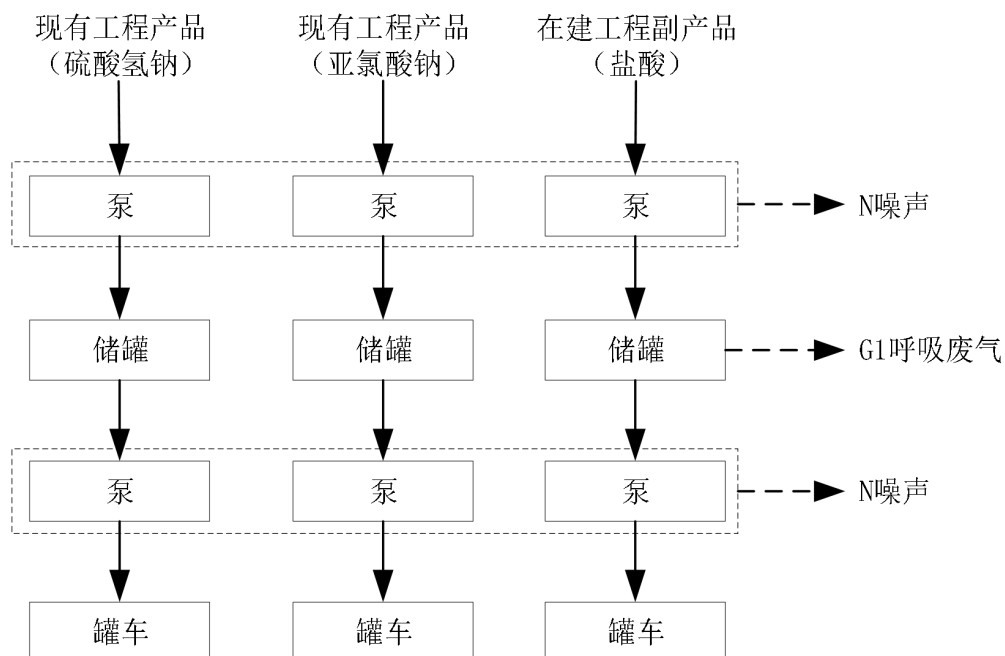 现有工程产品
（硫酸氢钠）
现有工程产品
（亚氯酸钠）
在建工程副产品
（盐酸）
泵
泵
泵
N噪声
储罐
储罐
储罐
G1呼吸废气
泵
泵
泵
N噪声
罐车
罐车
罐车